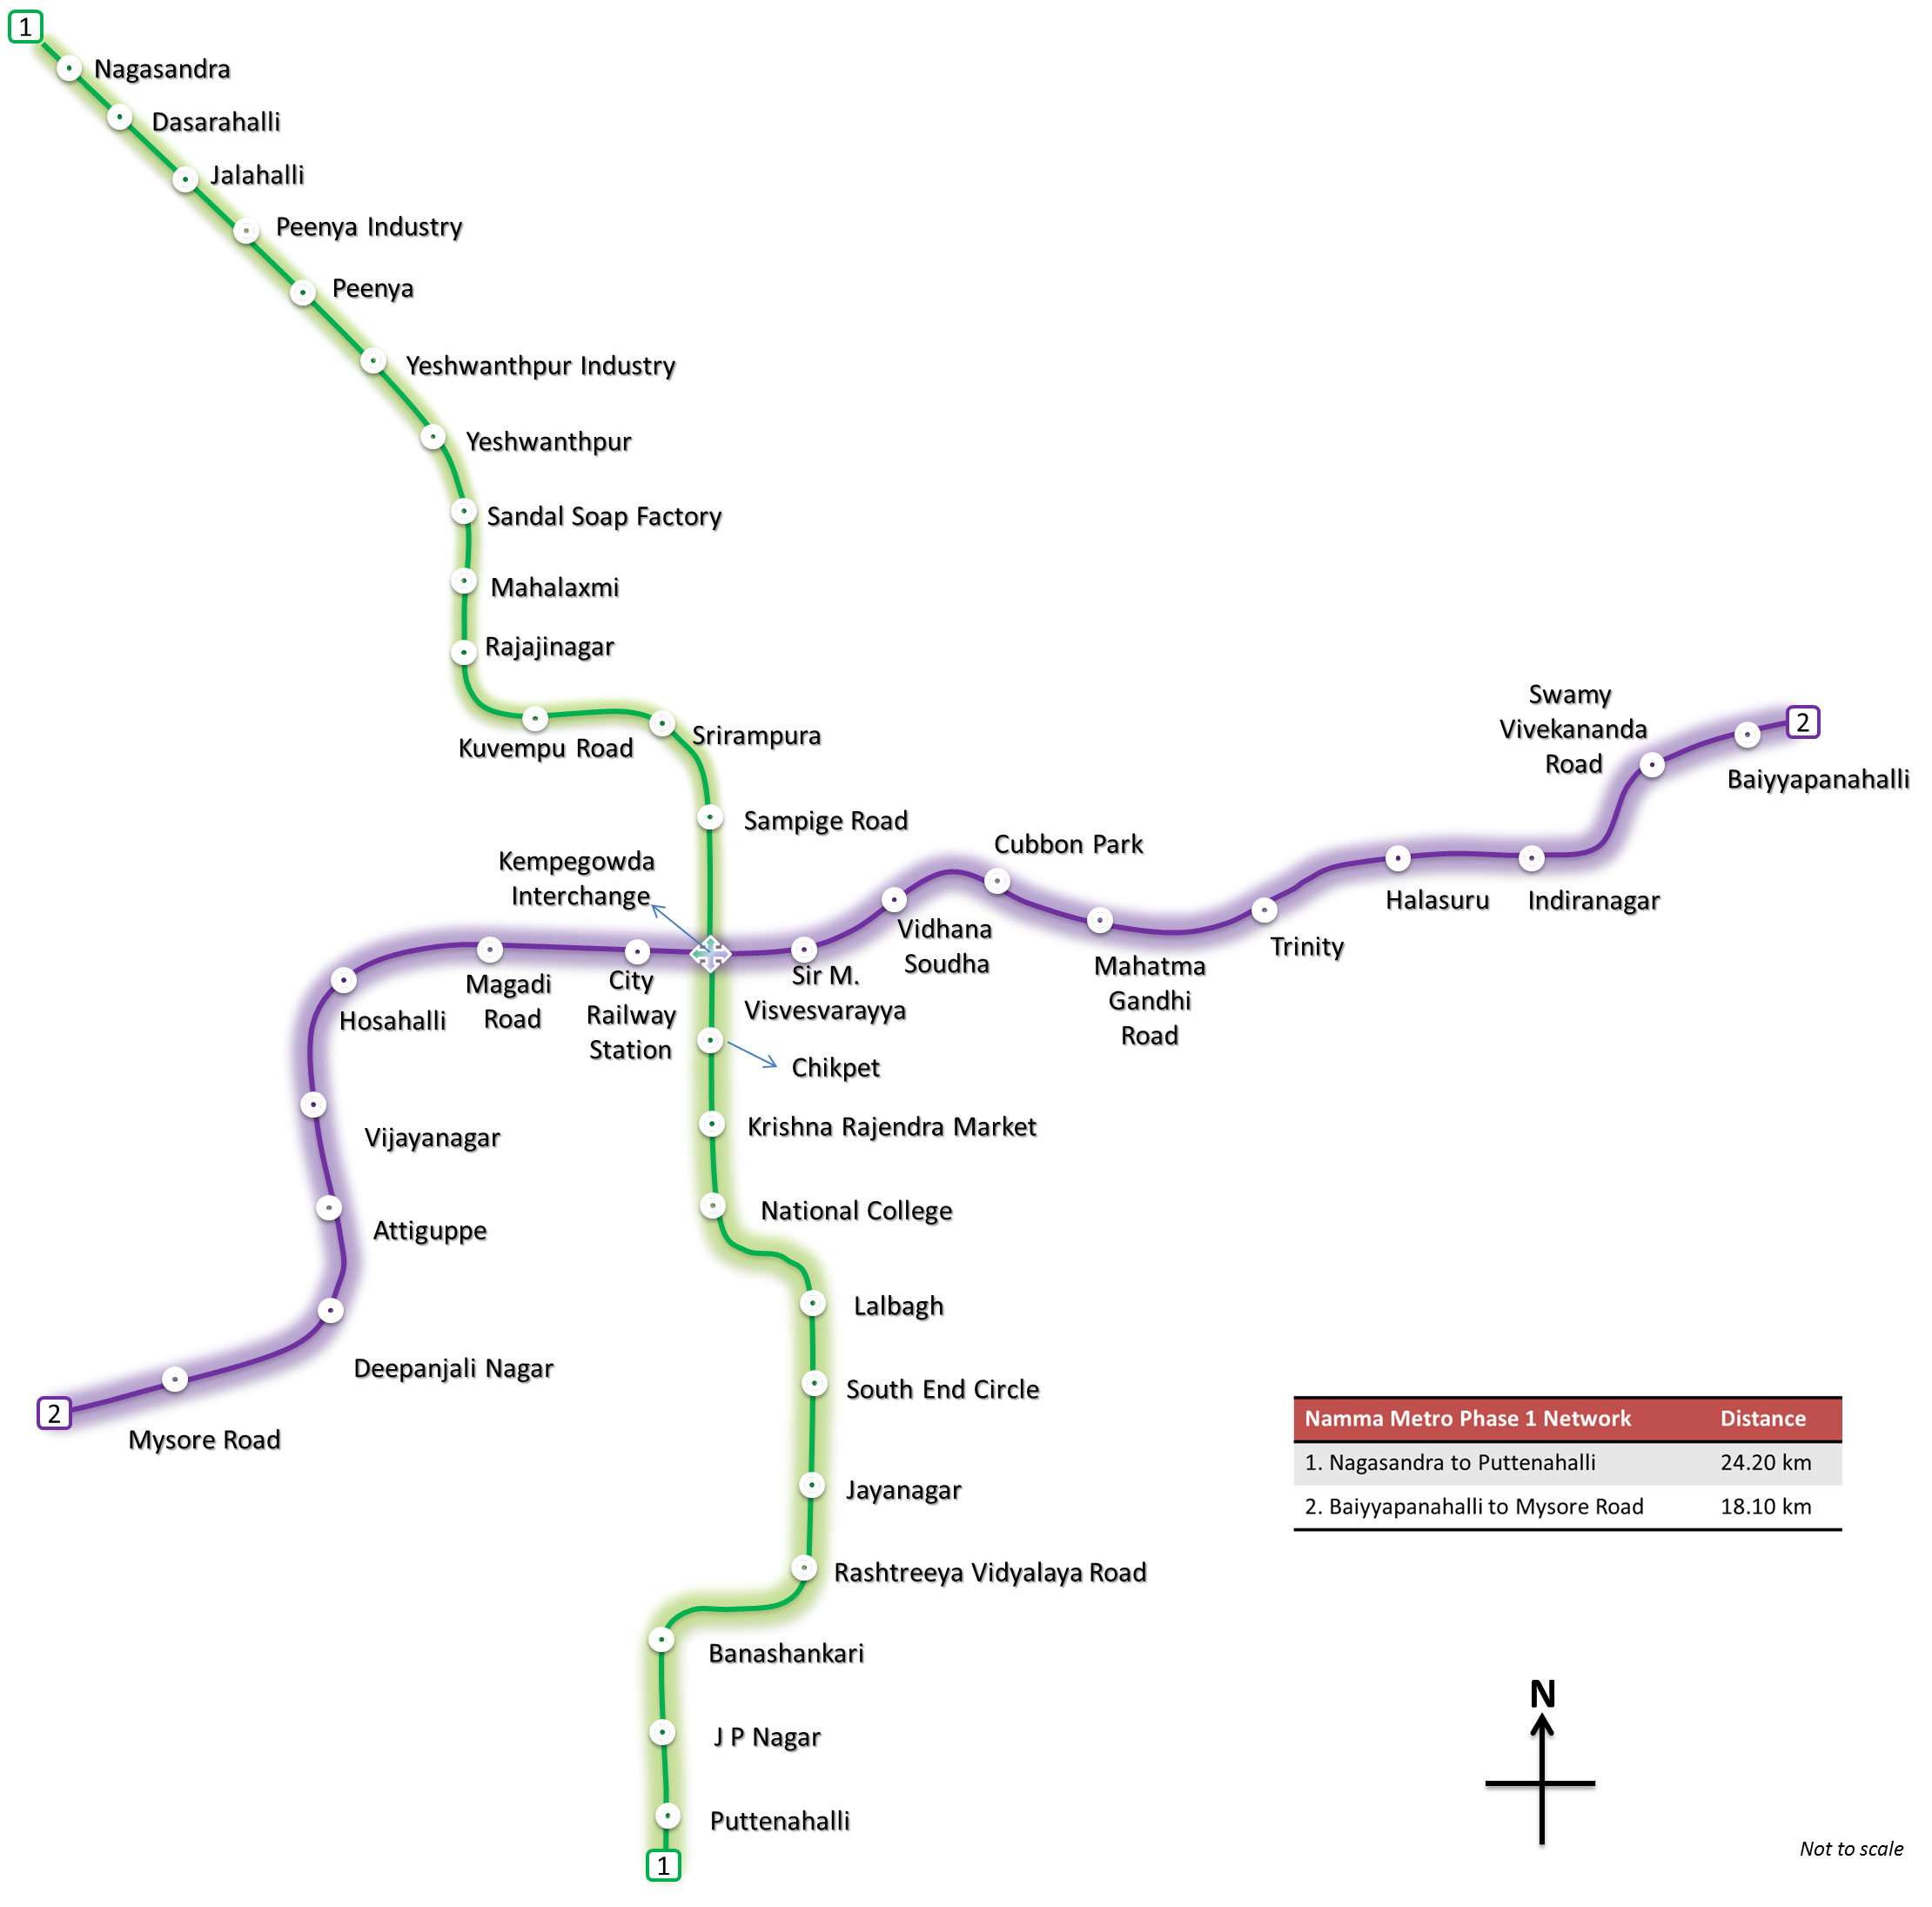 1
Nagasandra
Dasarahalli
Jalahalli
Peenya Industry
Peenya
Yeshwanthpur Industry
Yeshwanthpur
Sandal Soap Factory
Mahalaxmi
Rajajinagar
Kuvempu Road
Srirampura
Sampige Road
Kempegowda
Interchange
Swamy
Vivekananda
Road
2
Baiyyapanahalli
Cubbon Park
Halasuru
Indiranagar
Trinity
Vidhana
Soudha
Mahatma
Gandhi
Road
Sir M.
Visvesvarayya
City
Railway
Station
Magadi
Road
Hosahalli
Chikpet
Krishna Rajendra Market
Vijayanagar
National College
Attiguppe
Lalbagh
Deepanjali Nagar
South End Circle
2
Mysore Road
Jayanagar
Rashtreeya Vidyalaya Road
Banashankari
J P Nagar
Puttenahalli
1
Namma Metro Phase 1 Network Distance
1. Nagasandra to Puttenahalli 24.20 km
2. Baiyyapanahalli to Mysore Road 18.10 km
N
Not to scale